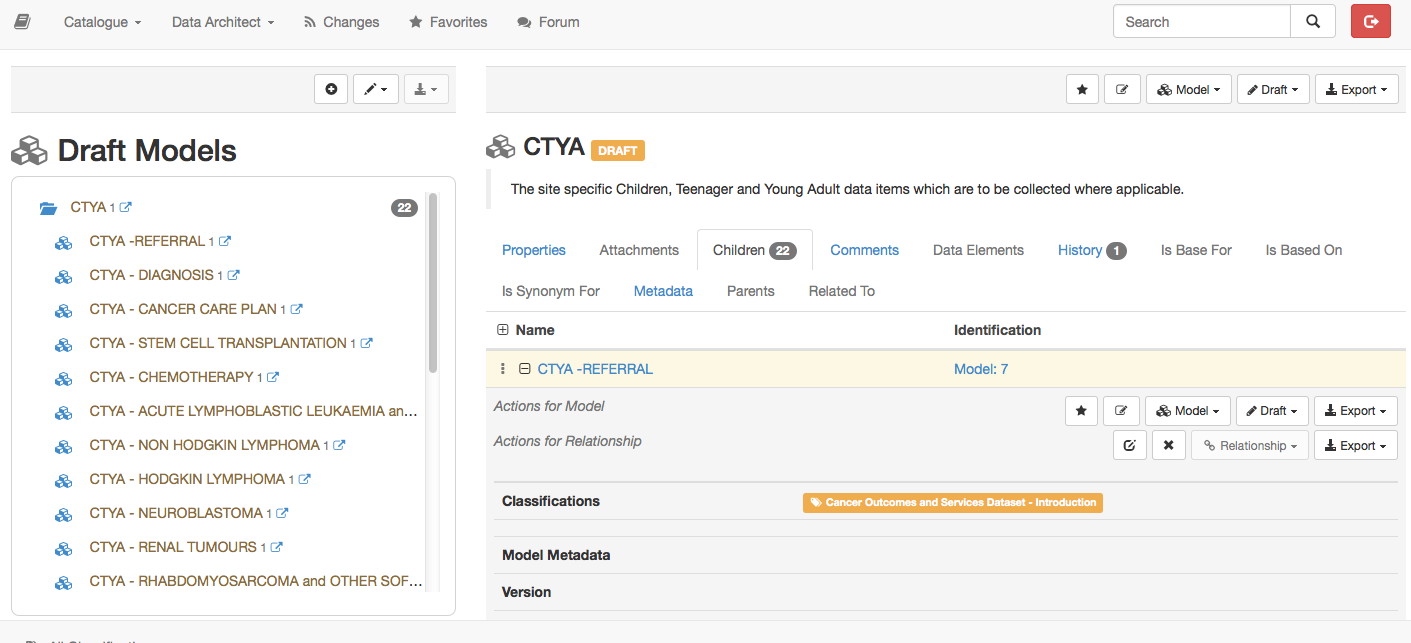 Catalogue Data Architect Changes Favorites Forum Search
Draft Models
CTYA 1 22
CTYA -REFERRAL 1
CTYA - DIAGNOSIS 1
CTYA - CANCER CARE PLAN 1
CTYA - STEM CELL TRANSPLANTATION 1
CTYA - CHEMOTHERAPY 1
CTYA - ACUTE LYMPHOBLASTIC LEUKAEMIA an...
CTYA - NON HODGKIN LYMPHOMA 1
CTYA - HODGKIN LYMPHOMA 1
CTYA - NEUROBLASTOMA 1
CTYA - RENAL TUMOURS 1
CTYA - RHABDOMYOSARCOMA and OTHER SOF...
Model Draft Export
CTYA DRAFT
The site specific Children, Teenager and Young Adult data items which are to be collected where applicable.
Properties Attachments Children 22 Comments Data Elements History 1 Is Base For Is Based On
Is Synonym For Metadata Parents Related To
Name Identification
CTYA -REFERRAL Model: 7
Actions for Model Model Draft Export
Actions for Relationship Relationship Export
Classifications Cancer Outcomes and Services Dataset - Introduction
Model Metadata
Version